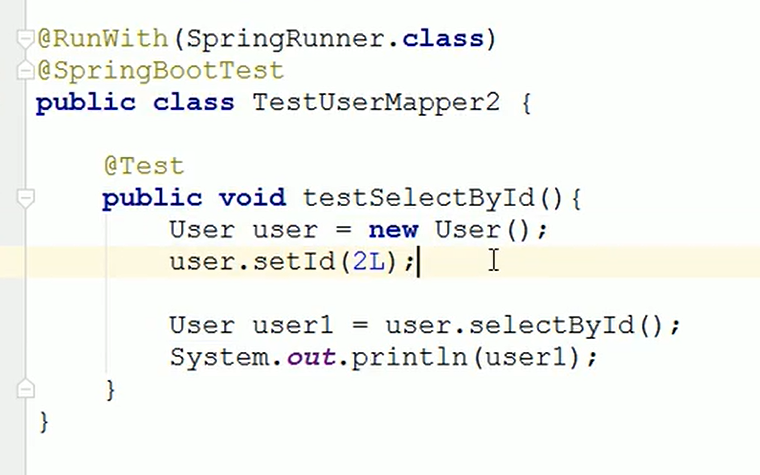 @RunWith(SpringRunner.class)
@SpringBootTest
public class TestUserMapper2 {
@Test
public void testSelectById(){
User user = new User();
user.setId(2L);
User user1 = user.selectById();
System.out.println(user1);
}
}